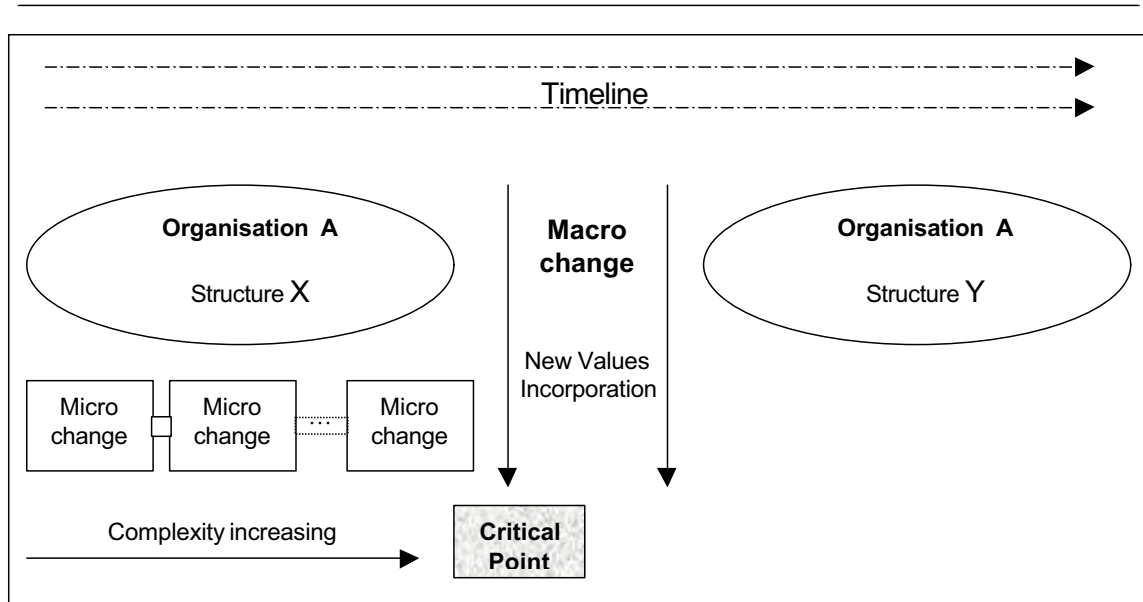 Timeline
Organisation A
Structure X
Macro
change
New Values
Incorporation
Organisation A
Structure Y
Micro
change
Micro
change
...
Micro
change
Complexity increasing
Critical
Point